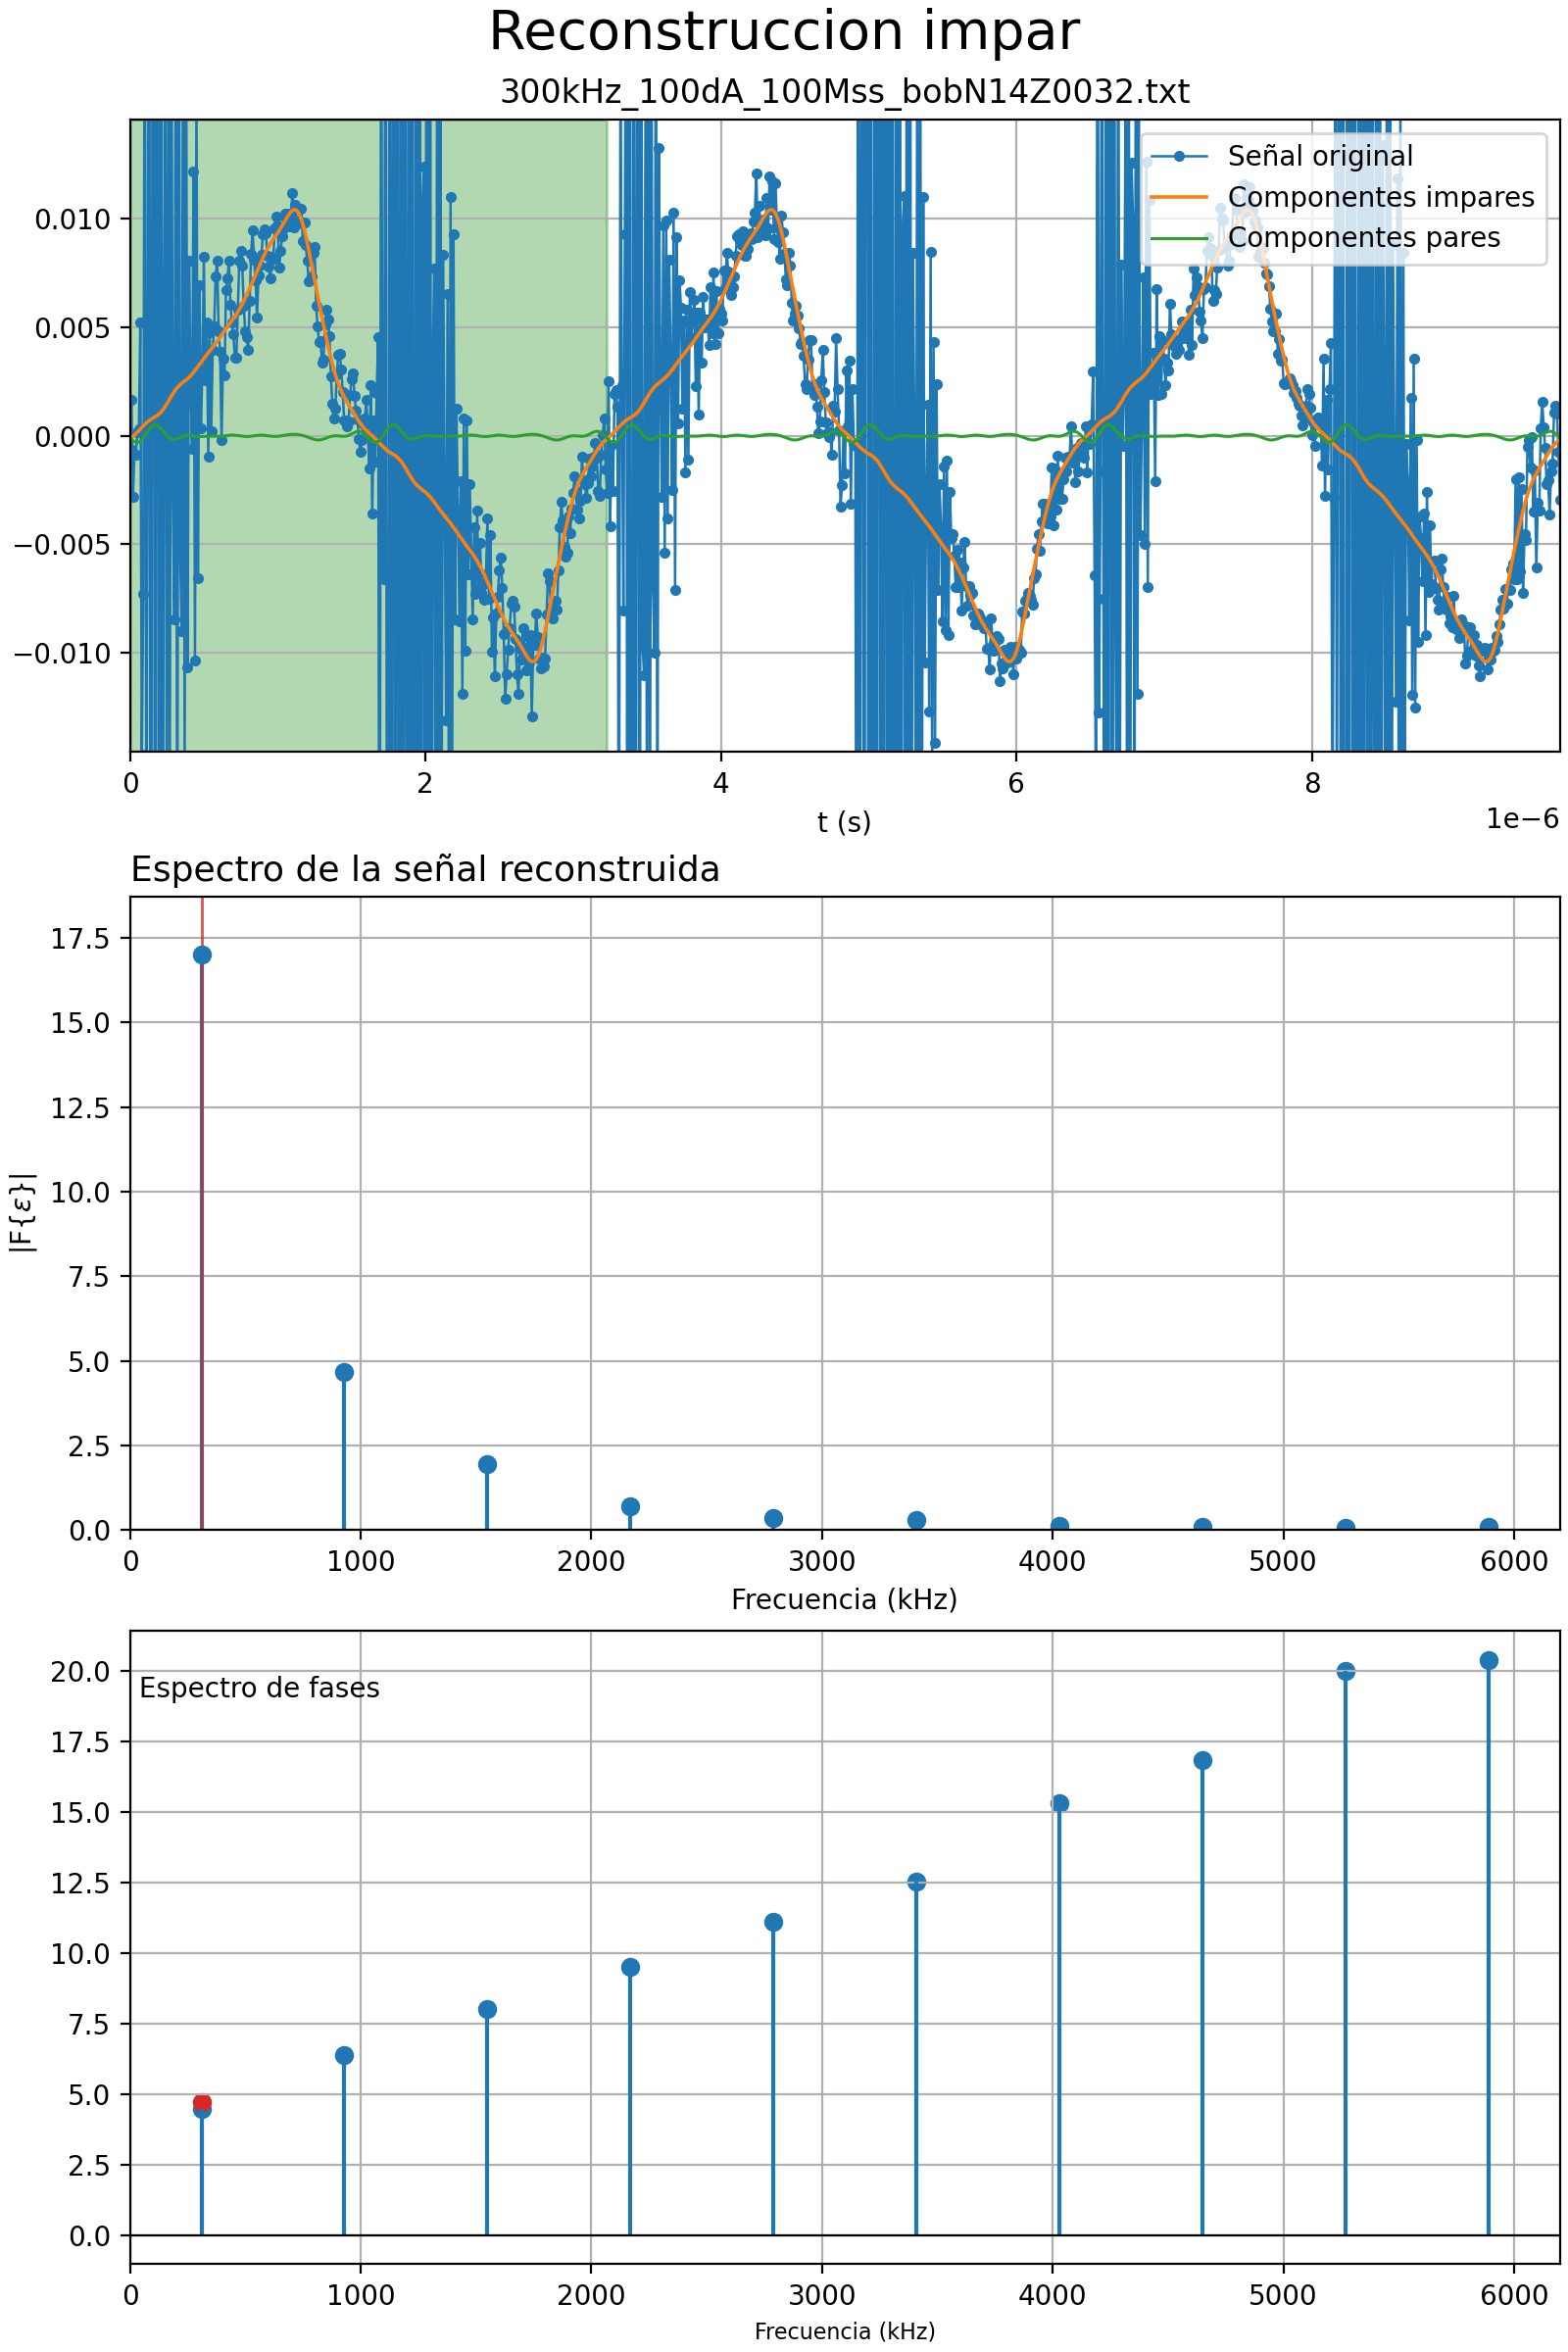 Reconstruccion impar
300kHz_100dA_100Mss_bobN14Z0032.txt
Señal original
Componentes impares
Componentes pares
0.010
0.005
0.000
−0.005
−0.010
0 2 4 6 8
1e−6
t (s)
Espectro de la señal reconstruida
17.5
15.0
12.5
10.0
7.5
5.0
2.5
0.0
|F{ε}|
0 1000 2000 3000 4000 5000 6000
Frecuencia (kHz)
Espectro de fases
20.0
17.5
15.0
12.5
10.0
7.5
5.0
2.5
0.0
0 1000 2000 3000 4000 5000 6000
Frecuencia (kHz)